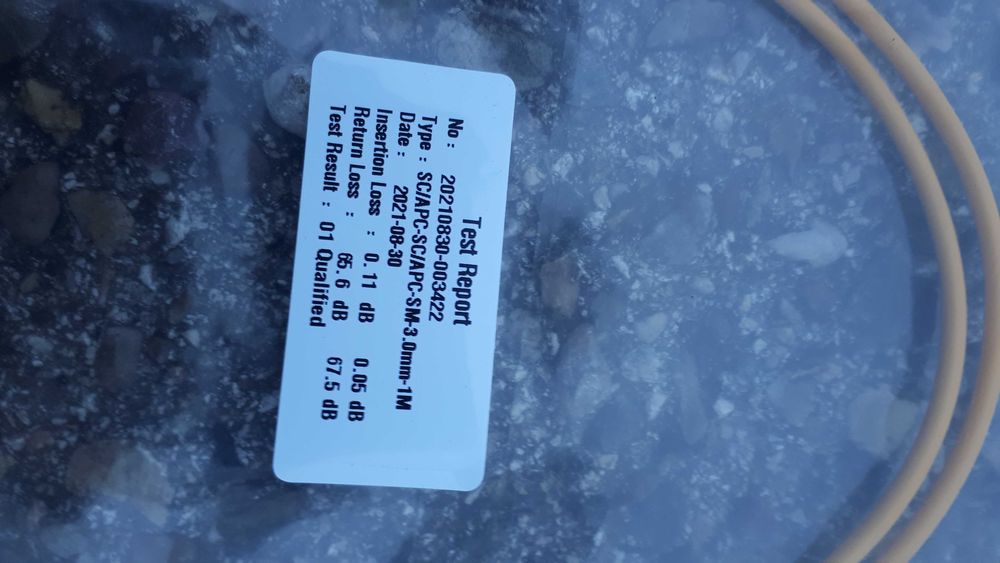 Test Report
No : 20210830-003422
Type : SC/APC-SC/APC-SM-3.0mm-1M
Date : 2021-08-30
Insertion Loss : 0.11 dB 0.05 dB
Return Loss : 65.6 dB 67.5 dB
Test Result : 01 Qualified